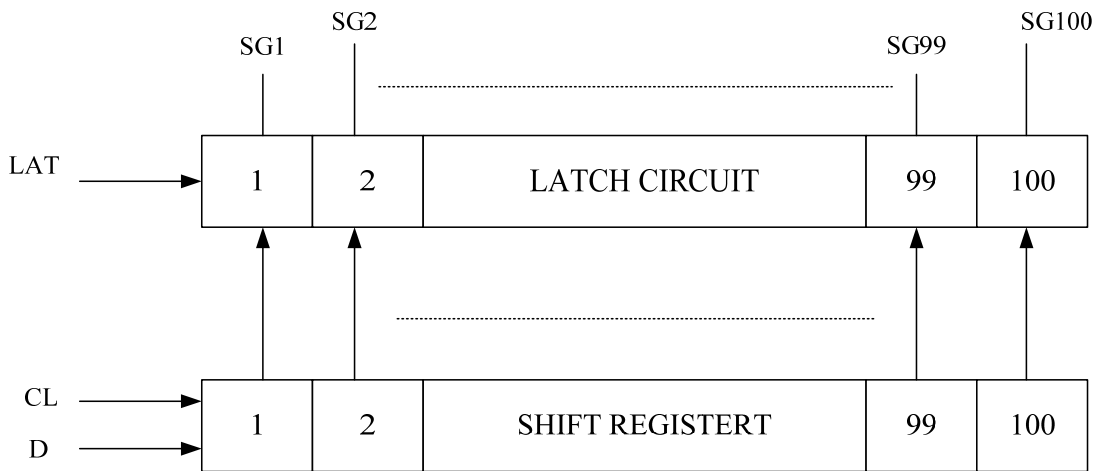 SG1
SG2
SG99
SG100
LAT
1
2
LATCH CIRCUIT
99
100
CL
D
1
2
SHIFT REGISTERT
99
100